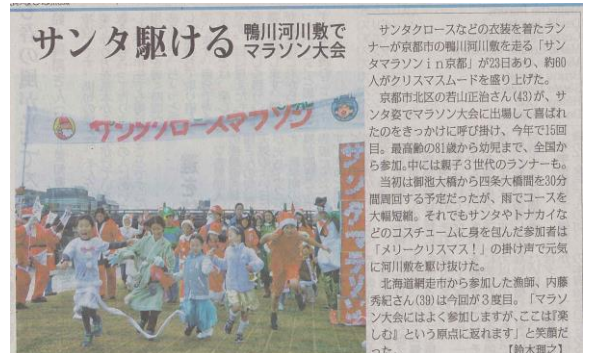 サンタ駆ける
鴨川河川敷で
マラソン大会
サンタクロースマラソン
サンタマラソン
サンタクロースなどの衣装を着たラン
ナーが京都市の鴨川河川敷を走る「サン
タマラソンin京都」が23日あり、約60
人がクリスマスムードを盛り上げた。
京都市北区の若山正治さん(43)が、サ
ンタ姿でマラソン大会に出場して喜ばれ
たのをきっかけに呼び掛け、今年で15回
目。最高齢の81歳から幼児まで、全国か
ら参加。中には親子3世代のランナーも。
当初は御池大橋から四条大橋間を30分
間周回する予定だったが、雨でコースを
大幅短縮。それでもサンタやトナカイな
どのコスチュームに身を包んだ参加者は
「メリークリスマス！」の掛け声で元気
に河川敷を駆け抜けた。
北海道網走市から参加した漁師、内藤
秀紀さん(39)は今回が3度目。「マラソ
ン大会にはよく参加しますが、ここは『楽
しむ』という原点に返れます」と笑顔だ
った。
【鈴木理之】